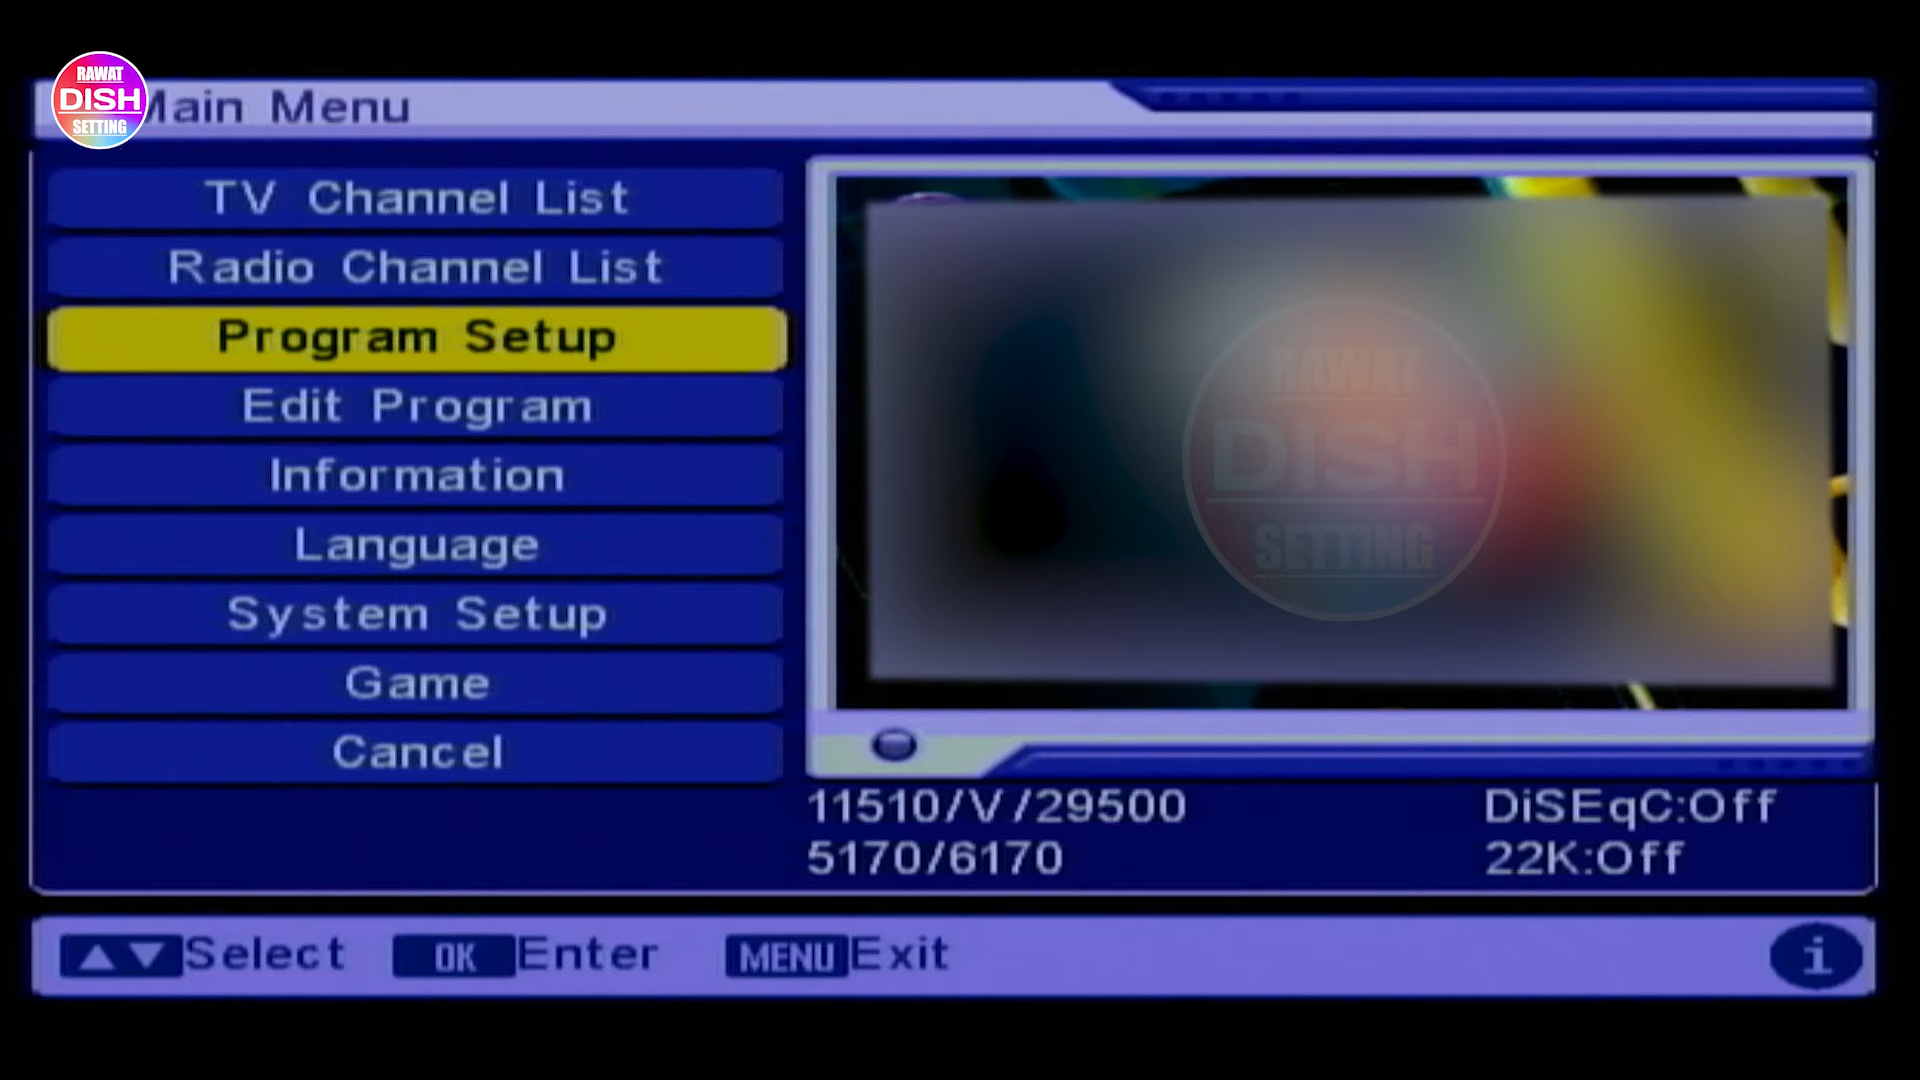 RAWAT
DISH
SETTING
Main Menu
TV Channel List
Radio Channel List
Program Setup
Edit Program
Information
Language
System Setup
Game
Cancel
RAWAT
DISH
SETTING
11510/V/29500
DiSEqC:Off
5170/6170
22K:Off
Select
OK Enter
MENU Exit
i